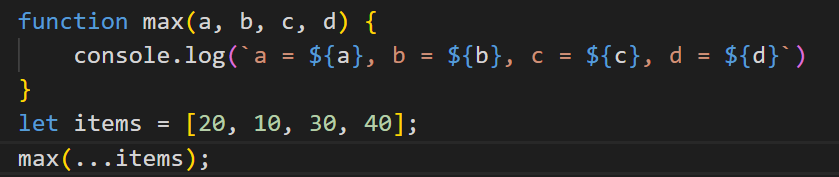 function max(a, b, c, d) {
    console.log(`a = ${a}, b = ${b}, c = ${c}, d = ${d}`)
}
let items = [20, 10, 30, 40];
max(...items);